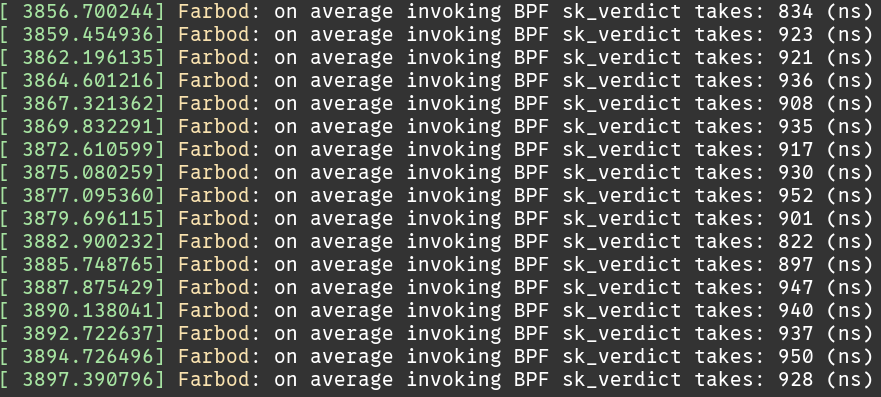 [ 3856.700244] Farbod: on average invoking BPF sk_verdict takes: 834 (ns)
[ 3859.454936] Farbod: on average invoking BPF sk_verdict takes: 923 (ns)
[ 3862.196135] Farbod: on average invoking BPF sk_verdict takes: 921 (ns)
[ 3864.601216] Farbod: on average invoking BPF sk_verdict takes: 936 (ns)
[ 3867.321362] Farbod: on average invoking BPF sk_verdict takes: 908 (ns)
[ 3869.832291] Farbod: on average invoking BPF sk_verdict takes: 935 (ns)
[ 3872.610599] Farbod: on average invoking BPF sk_verdict takes: 917 (ns)
[ 3875.080259] Farbod: on average invoking BPF sk_verdict takes: 930 (ns)
[ 3877.095360] Farbod: on average invoking BPF sk_verdict takes: 952 (ns)
[ 3879.696115] Farbod: on average invoking BPF sk_verdict takes: 901 (ns)
[ 3882.900232] Farbod: on average invoking BPF sk_verdict takes: 822 (ns)
[ 3885.748765] Farbod: on average invoking BPF sk_verdict takes: 897 (ns)
[ 3887.875429] Farbod: on average invoking BPF sk_verdict takes: 947 (ns)
[ 3890.138041] Farbod: on average invoking BPF sk_verdict takes: 940 (ns)
[ 3892.722637] Farbod: on average invoking BPF sk_verdict takes: 937 (ns)
[ 3894.726496] Farbod: on average invoking BPF sk_verdict takes: 950 (ns)
[ 3897.390796] Farbod: on average invoking BPF sk_verdict takes: 928 (ns)